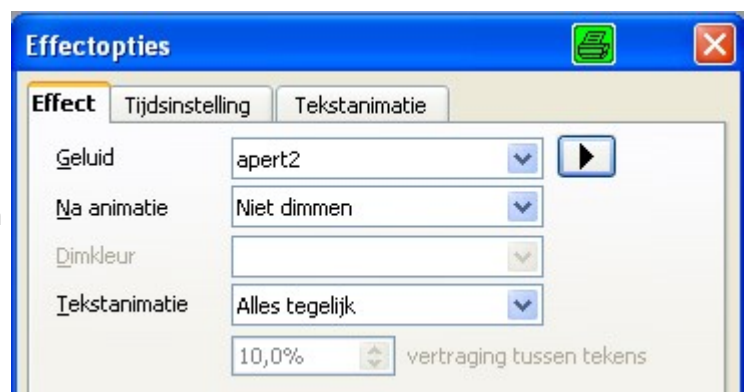 Effectopties
Effect Tijdsinstelling Tekstanimatie
Geluid apert2
Na animatie Niet dimmen
Dimkleur
Tekstanimatie Alles tegelijk
10,0% vertraging tussen tekens